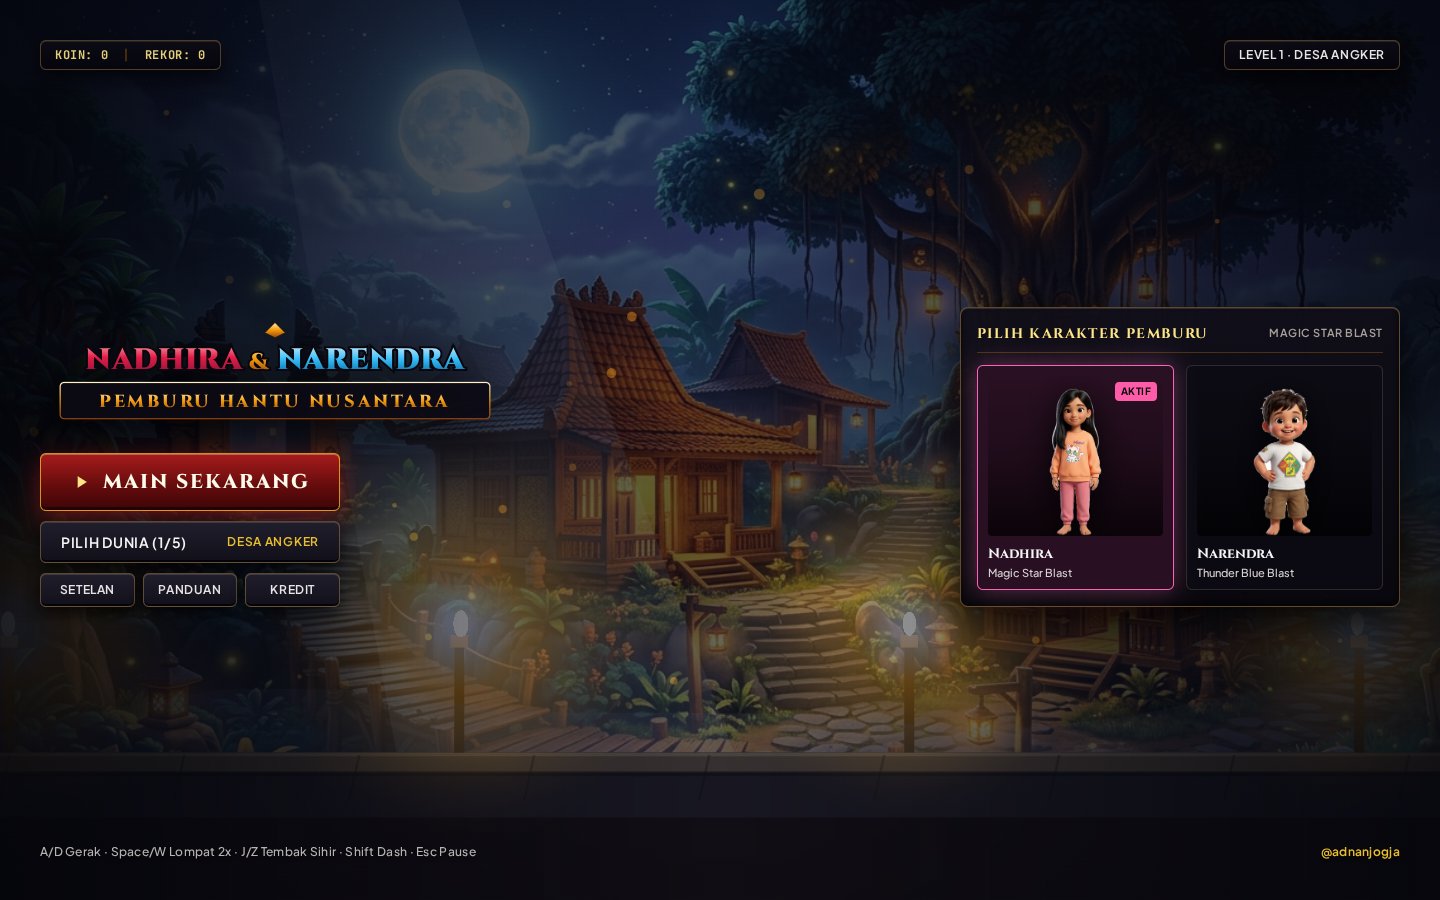 KOIN: 0 | REKOR: 0
LEVEL 1 · DESA ANGKER
NADHIRA & NARENDRA
PEMBURU HANTU NUSANTARA
MAIN SEKARANG
PILIH DUNIA (1/5) DESA ANGKER
SETELAN PANDUAN KREDIT
PILIH KARAKTER PEMBURU MAGIC STAR BLAST
AKTIF
NADHIRA
Magic Star Blast
NARENDRA
Thunder Blue Blast
A/D Gerak · Space/W Lompat 2x · J/Z Tembak Sihir · Shift Dash · Esc Pause
@adnanjogja